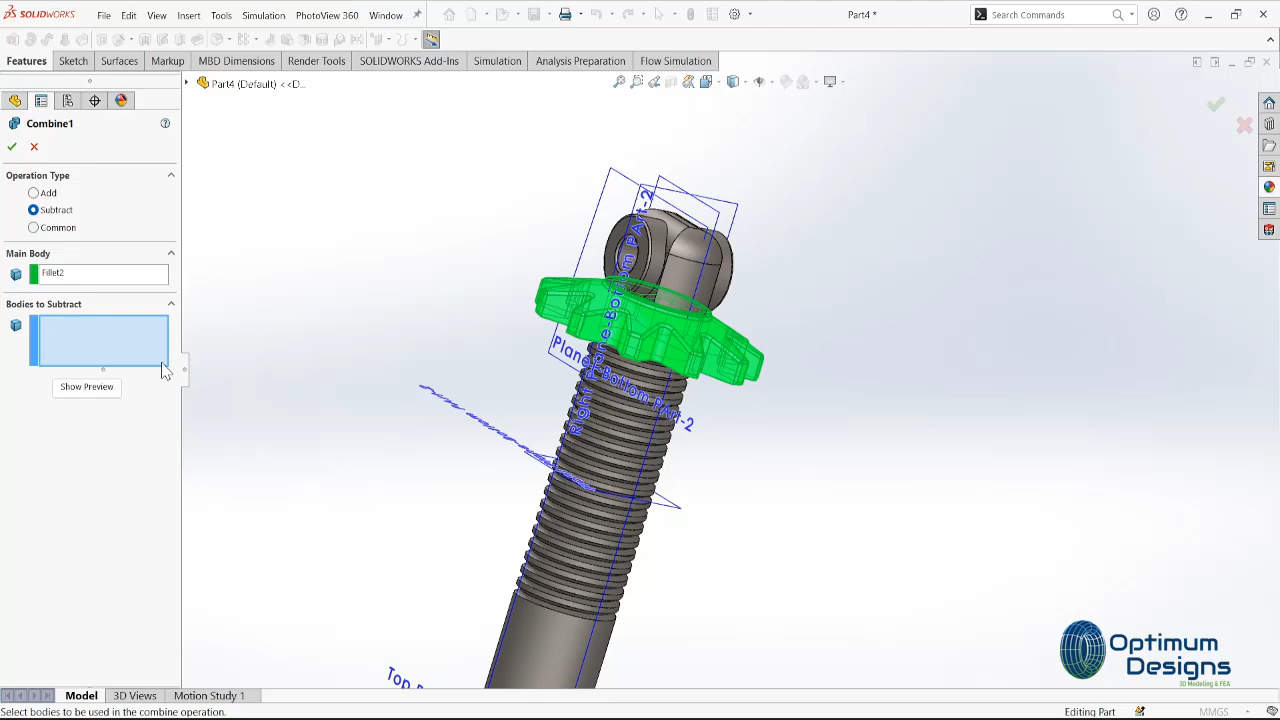 SOLIDWORKS
File Edit View Insert Tools Simulation PhotoView 360 Window
Part4 *
Search Commands
Features Sketch Surfaces Markup MBD Dimensions Render Tools SOLIDWORKS Add-Ins Simulation Analysis Preparation Flow Simulation
Part4 (Default) <<D...
Combine1
Operation Type
Add
Subtract
Common
Main Body
Fillet2
Bodies to Subtract
Show Preview
Right Plane-Bottom PArt-2
Plane-Bottom PArt-2
Top
Optimum
Designs
3D Modeling & FEA
Model 3D Views Motion Study 1
Select bodies to be used in the combine operation.
Editing Part
MMGS